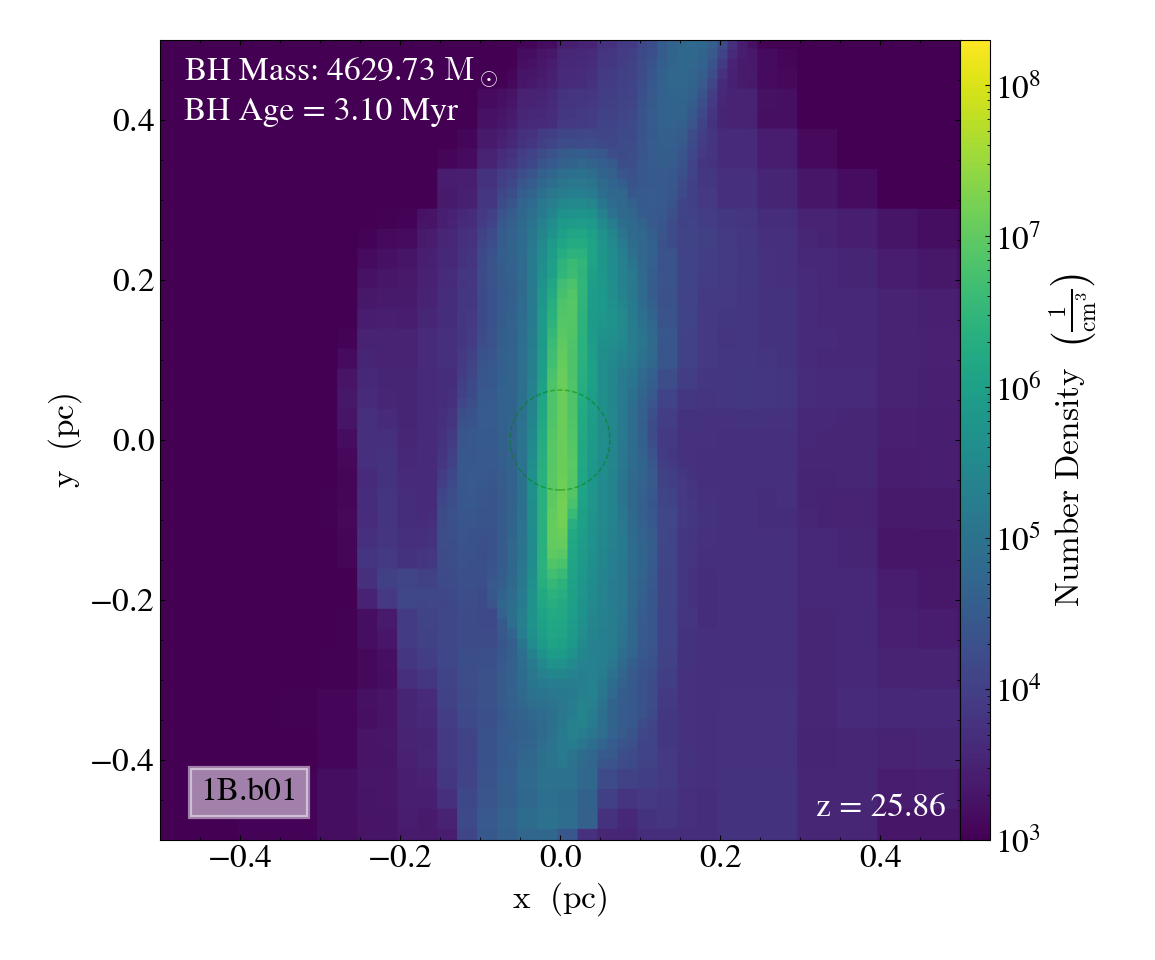 BH Mass: 4629.73 M⊙
BH Age = 3.10 Myr
1B.b01
z = 25.86
0.4
0.2
0.0
−0.2
−0.4
y (pc)
−0.4 −0.2 0.0 0.2 0.4
x (pc)
10⁸
10⁷
10⁶
10⁵
10⁴
10³
Number Density (1/cm³)